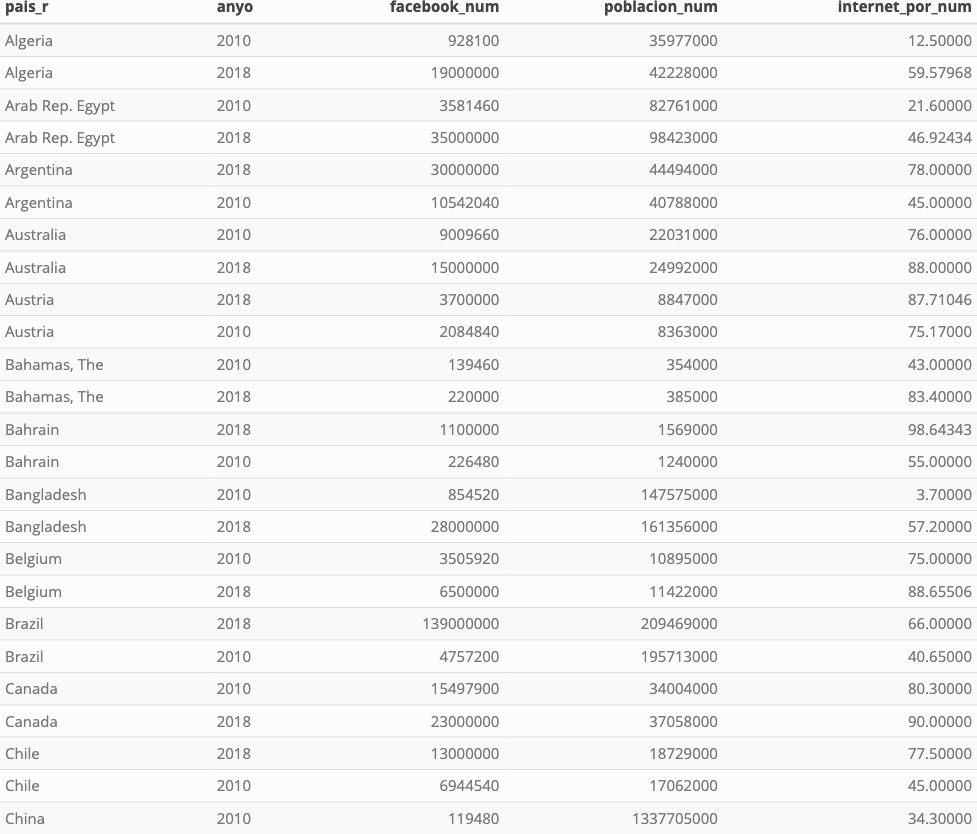 pais_r anyo facebook_num poblacion_num internet_por_num
Algeria 2010 928100 35977000 12.50000
Algeria 2018 19000000 42228000 59.57968
Arab Rep. Egypt 2010 3581460 82761000 21.60000
Arab Rep. Egypt 2018 35000000 98423000 46.92434
Argentina 2018 30000000 44494000 78.00000
Argentina 2010 10542040 40788000 45.00000
Australia 2010 9009660 22031000 76.00000
Australia 2018 15000000 24992000 88.00000
Austria 2018 3700000 8847000 87.71046
Austria 2010 2084840 8363000 75.17000
Bahamas, The 2010 139460 354000 43.00000
Bahamas, The 2018 220000 385000 83.40000
Bahrain 2018 1100000 1569000 98.64343
Bahrain 2010 226480 1240000 55.00000
Bangladesh 2010 854520 147575000 3.70000
Bangladesh 2018 28000000 161356000 57.20000
Belgium 2010 3505920 10895000 75.00000
Belgium 2018 6500000 11422000 88.65506
Brazil 2018 139000000 209469000 66.00000
Brazil 2010 4757200 195713000 40.65000
Canada 2010 15497900 34004000 80.30000
Canada 2018 23000000 37058000 90.00000
Chile 2018 13000000 18729000 77.50000
Chile 2010 6944540 17062000 45.00000
China 2010 119480 1337705000 34.30000